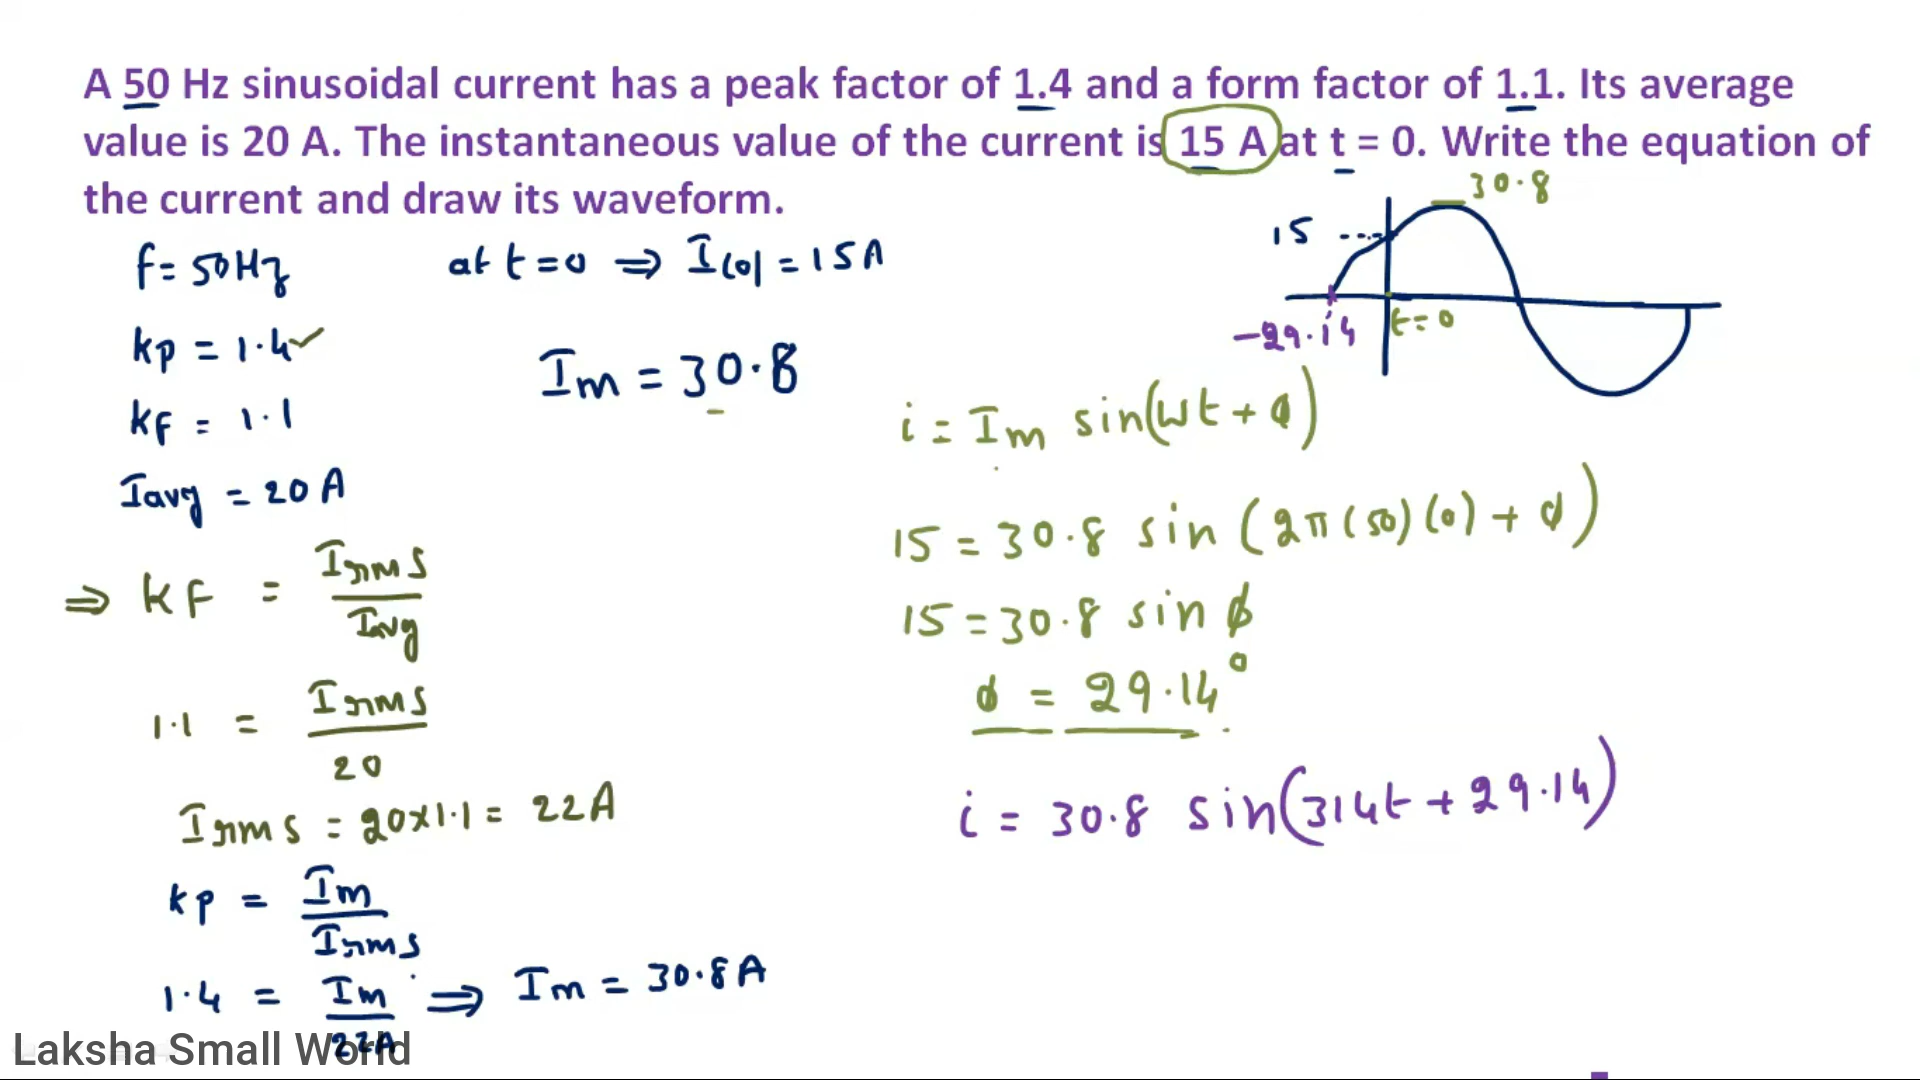 A 50 Hz sinusoidal current has a peak factor of 1.4 and a form factor of 1.1. Its average
value is 20 A. The instantaneous value of the current is 15 A at t = 0. Write the equation of
the current and draw its waveform.
f = 50 Hz
kp = 1.4 ✓
kf = 1.1
Iavg = 20 A
⇒ kf = Irms / Iavg
1.1 = Irms / 20
Irms = 20×1.1 = 22A
kp = Im / Irms
1.4 = Im / 22A ⇒ Im = 30.8 A
at t = 0 ⇒ I(0) = 15 A
Im = 30.8
30.8
15
-29.14
t = 0
i = Im sin(wt + ϕ)
15 = 30.8 sin (2π(50)(0) + ϕ)
15 = 30.8 sin ϕ
ϕ = 29.14°
i = 30.8 sin(314t + 29.14)
Laksha Small World